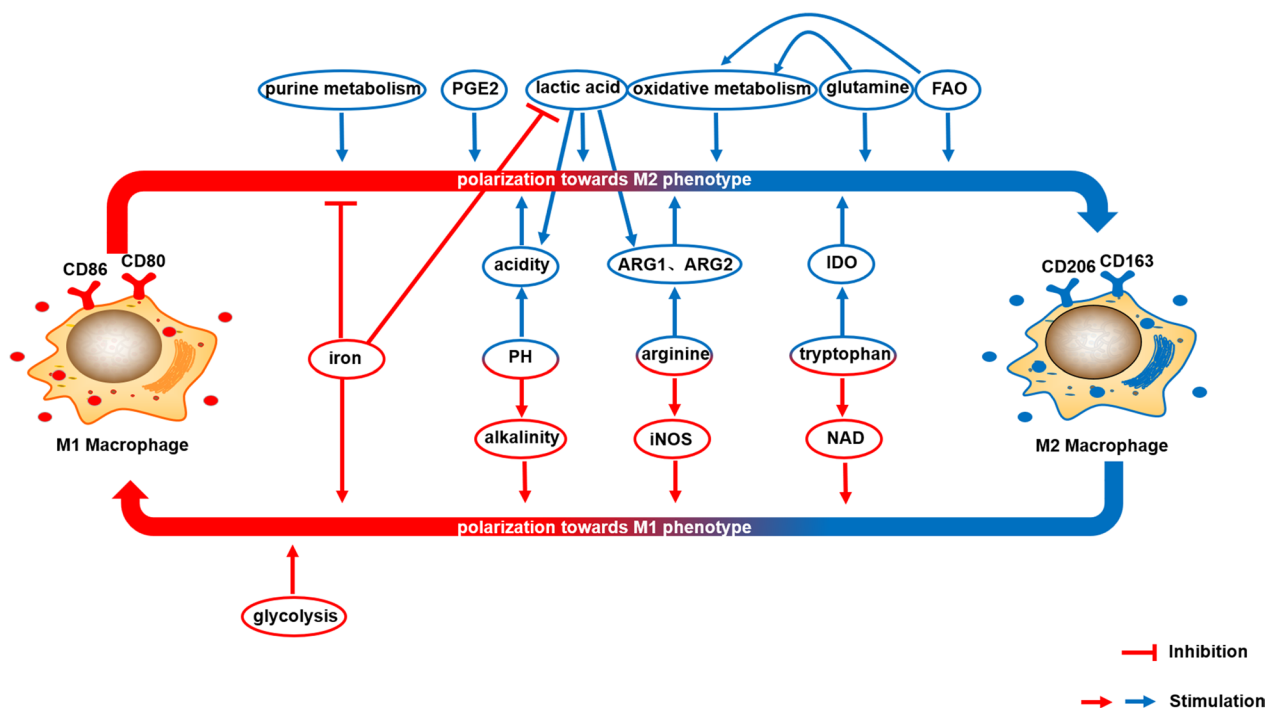 purine metabolism
PGE2
lactic acid
oxidative metabolism
glutamine
FAO
polarization towards M2 phenotype
CD86
CD80
acidity
ARG1、ARG2
IDO
CD206
CD163
iron
PH
arginine
tryptophan
M1 Macrophage
alkalinity
iNOS
NAD
M2 Macrophage
polarization towards M1 phenotype
glycolysis
Inhibition
Stimulation